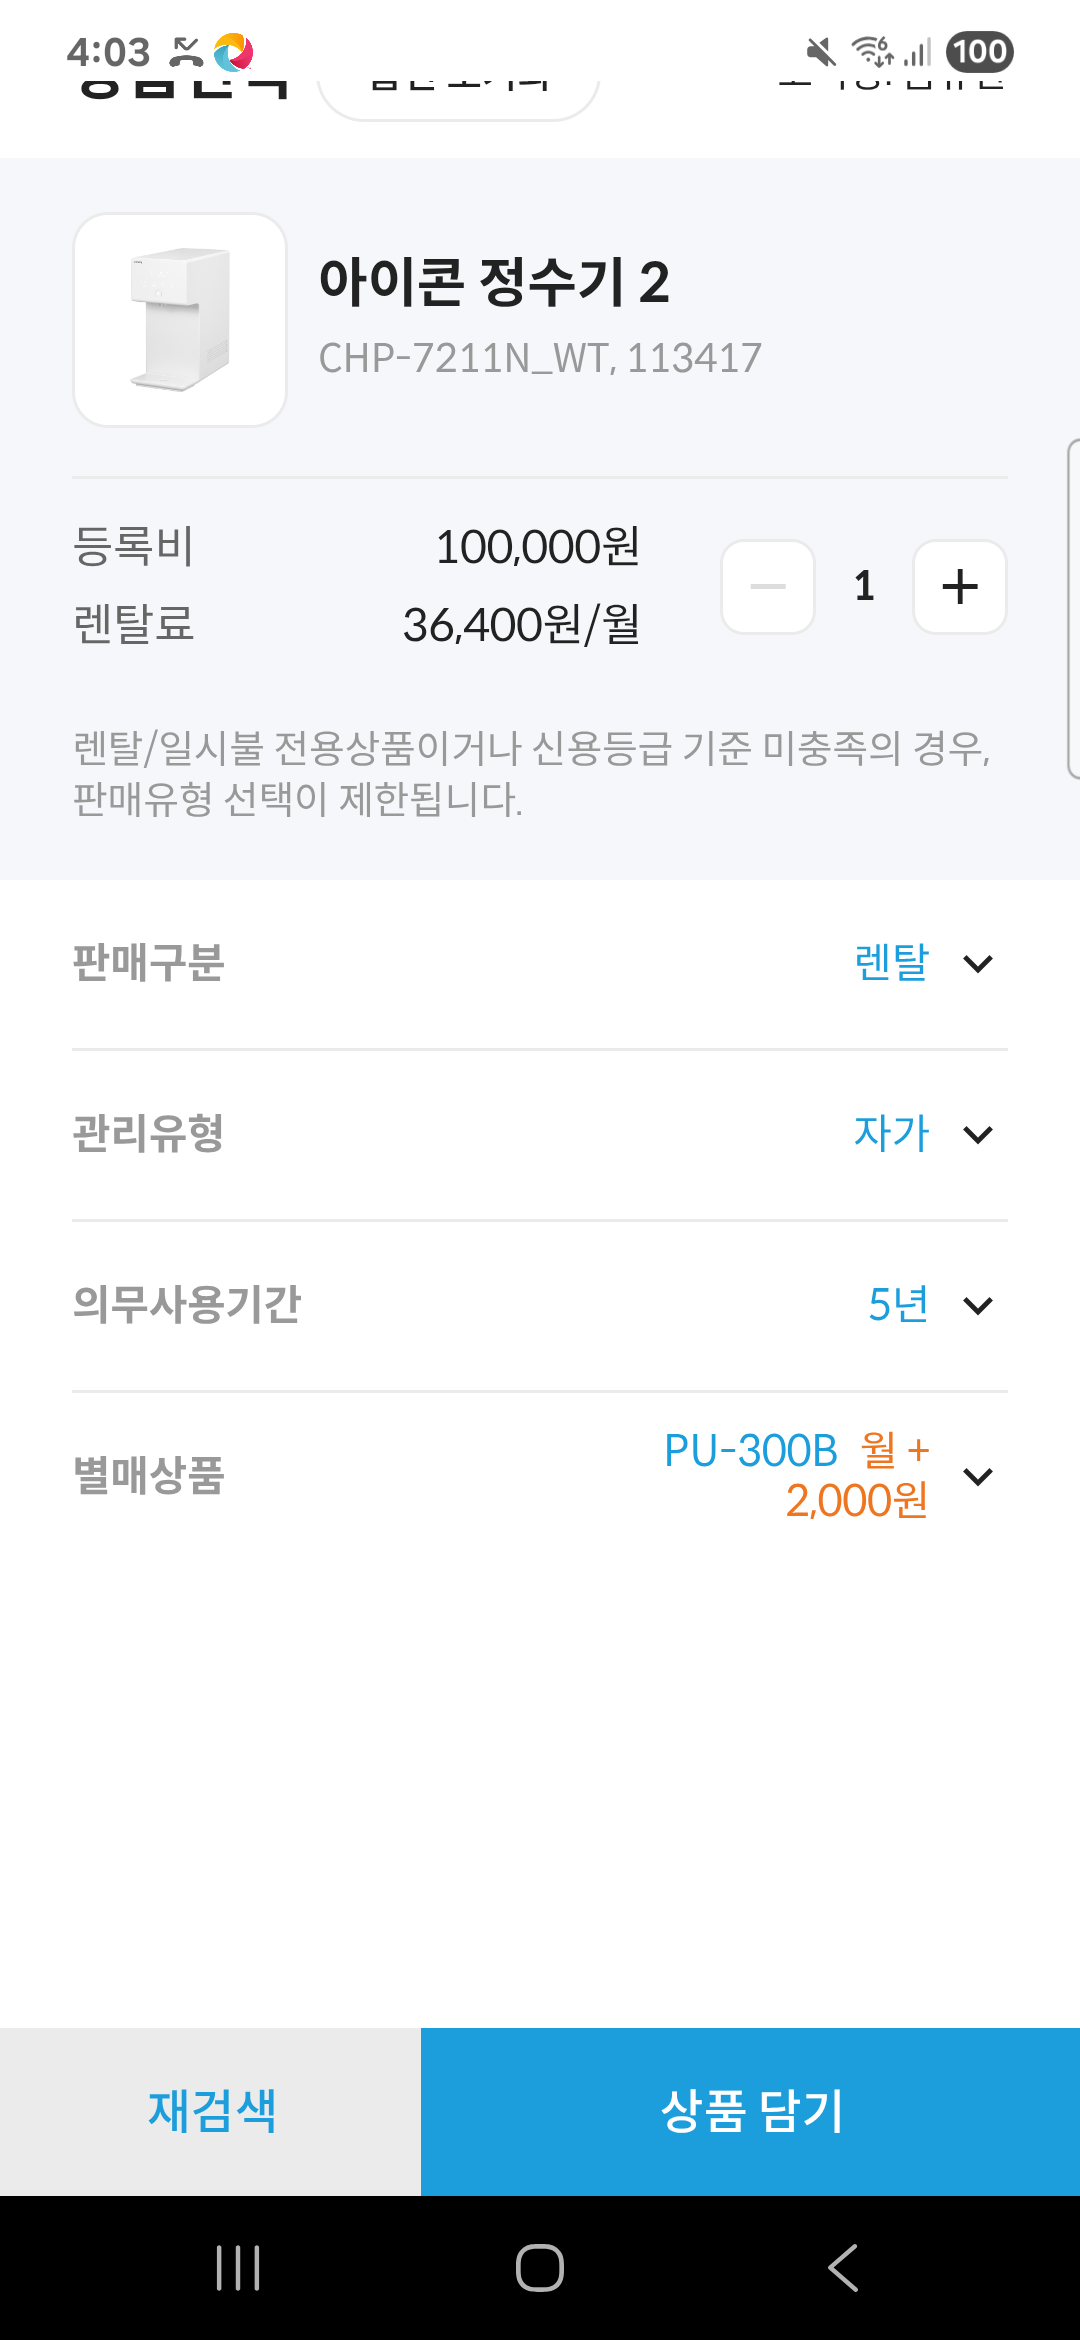 4:03
100
아이콘 정수기 2
CHP-7211N_WT, 113417
등록비 100,000원
1
렌탈료 36,400원/월
렌탈/일시불 전용상품이거나 신용등급 기준 미충족의 경우,
판매유형 선택이 제한됩니다.
판매구분 렌탈
관리유형 자가
의무사용기간 5년
별매상품 PU-300B 월 +
2,000원
재검색
상품 담기